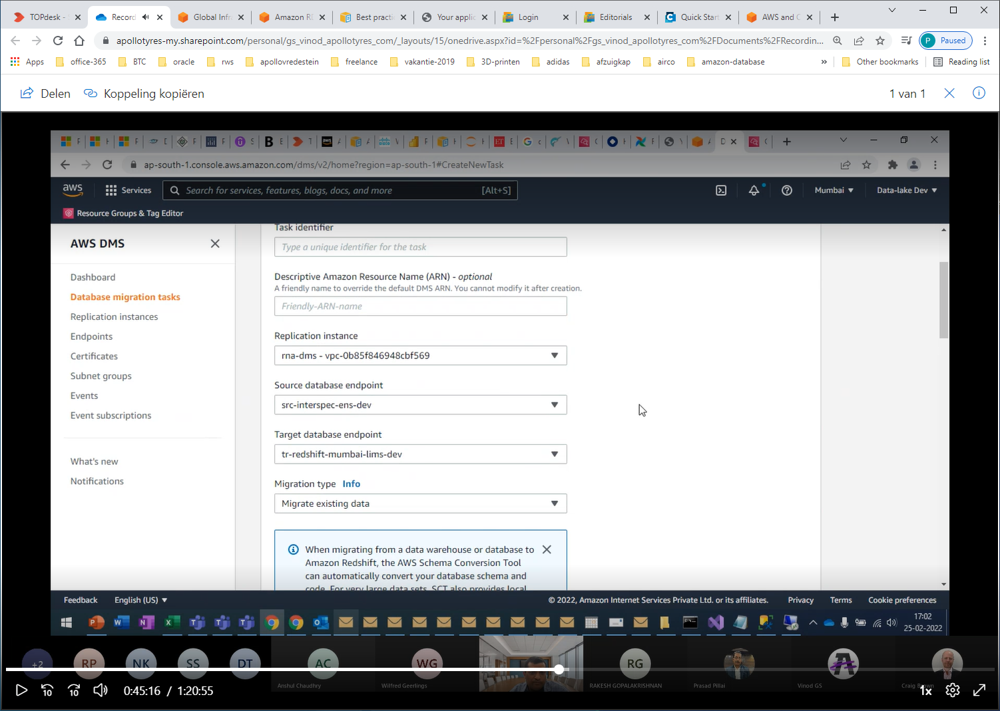 TOPdesk -
Record
Global Infra
Amazon RD
Best practi
Your applic
Login
Editorials
Quick Start
AWS and C
apollotyres-my.sharepoint.com/personal/gs_vinod_apollotyres_com/_layouts/15/onedrive.aspx?id=%2Fpersonal%2Fgs_vinod_apollotyres_com%2FDocuments%2FRecordin...
P Paused
Apps
office-365
BTC
oracle
rws
apollovredestein
freelance
vakantie-2019
3D-printen
adidas
afzuigkap
airco
amazon-database
»
Other bookmarks
Reading list
Delen
Koppeling kopiëren
1 van 1
ap-south-1.console.aws.amazon.com/dms/v2/home?region=ap-south-1#CreateNewTask
aws
Services
Search for services, features, blogs, docs, and more [Alt+S]
Mumbai
Data-lake Dev
Resource Groups & Tag Editor
AWS DMS
Dashboard
Database migration tasks
Replication instances
Endpoints
Certificates
Subnet groups
Events
Event subscriptions
What's new
Notifications
Task identifier
Type a unique identifier for the task
Descriptive Amazon Resource Name (ARN) - optional
A friendly name to override the default DMS ARN. You cannot modify it after creation.
Friendly-ARN-name
Replication instance
rna-dms - vpc-0b85f846948cbf569
Source database endpoint
src-interspec-ens-dev
Target database endpoint
tr-redshift-mumbai-lims-dev
Migration type Info
Migrate existing data
When migrating from a data warehouse or database to
Amazon Redshift, the AWS Schema Conversion Tool
can automatically convert your database schema and
code. For very large data sets, SCT also provides local
Feedback
English (US)
© 2022, Amazon Internet Services Private Ltd. or its affiliates.
Privacy
Terms
Cookie preferences
17:02
25-02-2022
+2
RP
NK
SS
DT
AC
WG
RG
Anshul Chaudhry
Wilfred Geerlings
RAKESH GOPALAKRISHNAN
Prasad Pillai
Vinod GS
Craig Brown
10
10
0:45:16 / 1:20:55
1x